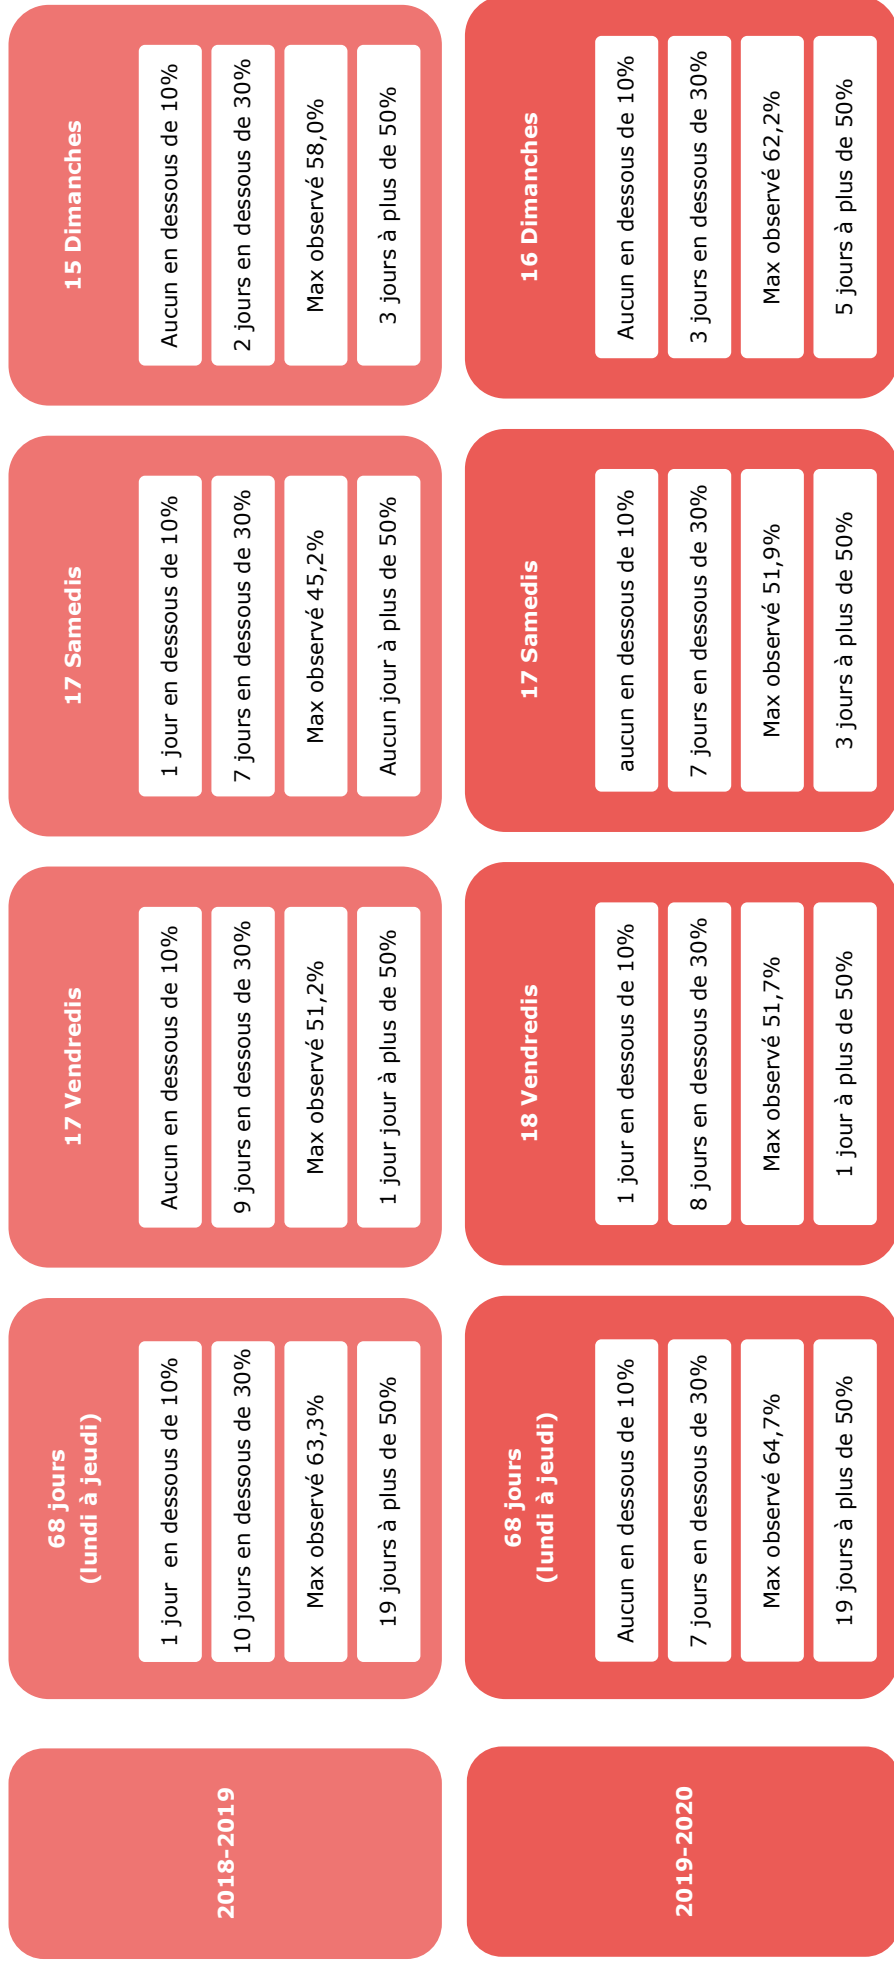 2018-2019
68 jours
(lundi à jeudi)
1 jour en dessous de 10%
10 jours en dessous de 30%
Max observé 63,3%
19 jours à plus de 50%
17 Vendredis
Aucun en dessous de 10%
9 jours en dessous de 30%
Max observé 51,2%
1 jour jour à plus de 50%
17 Samedis
1 jour en dessous de 10%
7 jours en dessous de 30%
Max observé 45,2%
Aucun jour à plus de 50%
15 Dimanches
Aucun en dessous de 10%
2 jours en dessous de 30%
Max observé 58,0%
3 jours à plus de 50%
2019-2020
68 jours
(lundi à jeudi)
Aucun en dessous de 10%
7 jours en dessous de 30%
Max observé 64,7%
19 jours à plus de 50%
18 Vendredis
1 jour en dessous de 10%
8 jours en dessous de 30%
Max observé 51,7%
1 jour à plus de 50%
17 Samedis
aucun en dessous de 10%
7 jours en dessous de 30%
Max observé 51,9%
3 jours à plus de 50%
16 Dimanches
Aucun en dessous de 10%
3 jours en dessous de 30%
Max observé 62,2%
5 jours à plus de 50%